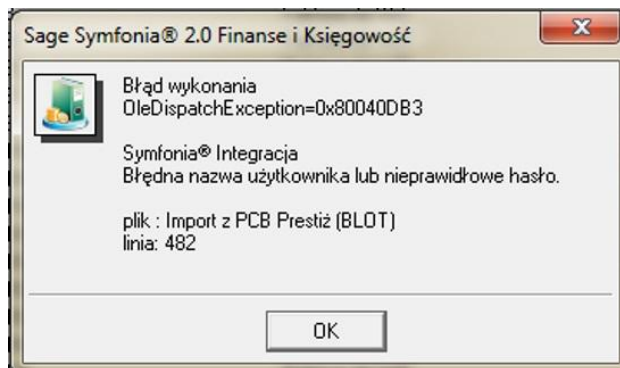 Sage Symfonia® 2.0 Finanse i Księgowość
Błąd wykonania
OleDispatchException=0x80040DB3
Symfonia® Integracja
Błędna nazwa użytkownika lub nieprawidłowe hasło.
plik : Import z PCB Prestiż (BLOT)
linia: 482
OK